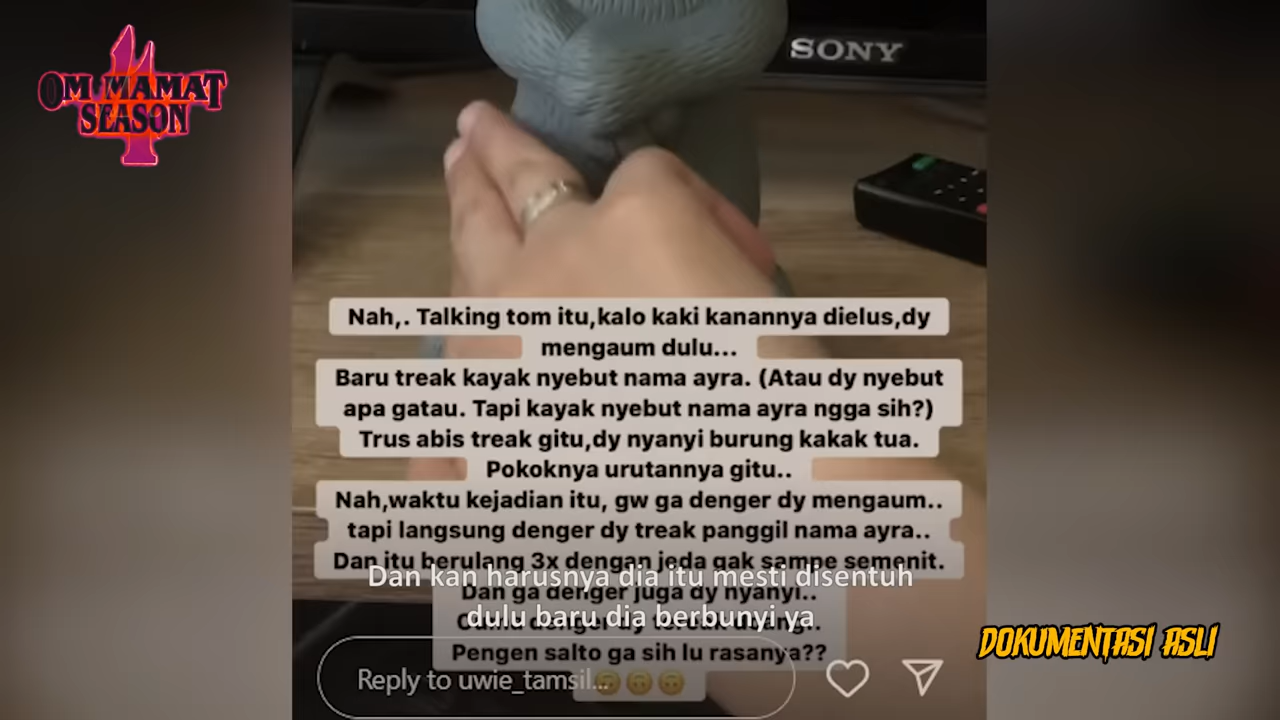 OM MAMAT
SEASON
4
SONY
Nah,. Talking tom itu,kalo kaki kanannya dielus,dy
mengaum dulu...
Baru treak kayak nyebut nama ayra. (Atau dy nyebut
apa gatau. Tapi kayak nyebut nama ayra ngga sih?)
Trus abis treak gitu,dy nyanyi burung kakak tua.
Pokoknya urutannya gitu..
Nah,waktu kejadian itu, gw ga denger dy mengaum..
tapi langsung denger dy treak panggil nama ayra..
Dan itu berulang 3x dengan jeda gak sampe semenit.
Dan kan harusnya dia itu mesti disentuh
Dan ga denger juga dy nyanyi..
dulu baru dia berbunyi ya
denger dy
Pengen salto ga sih lu rasanya??
🙃🙃🙃
Reply to uwie_tamsil...
DOKUMENTASI ASLI